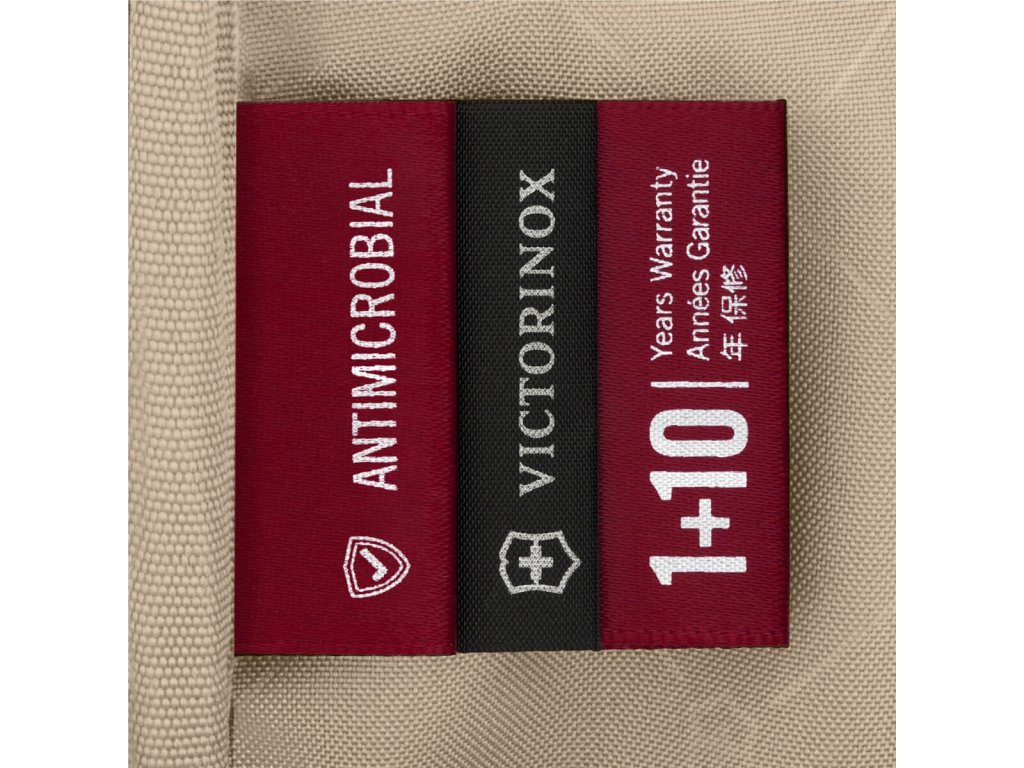 ANTIMICROBIAL
VICTORINOX
1+10
Years Warranty
Années Garantie
年保修